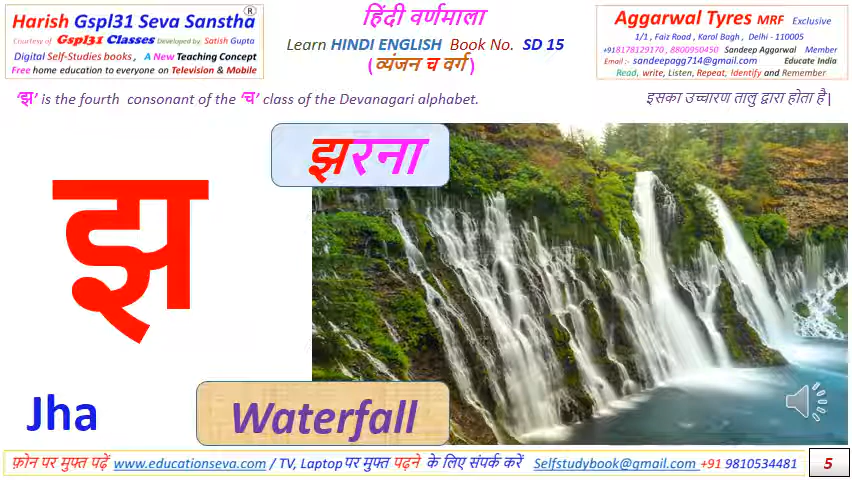 Harish Gspl31 Seva Sanstha ®
Courtesy of Gspl31 Classes Developed by Satish Gupta
Digital Self-Studies books, A New Teaching Concept
Free home education to everyone on Television & Mobile
हिंदी वर्णमाला
Learn HINDI ENGLISH Book No. SD 15
(व्यंजन च वर्ग)
Aggarwal Tyres MRF Exclusive
1/1, Faiz Road, Karol Bagh, Delhi - 110005
+918178129170, 8800950450 Sandeep Aggarwal Member
Email :- sandeepagg714@gmail.com Educate India
Read, write, Listen, Repeat, Identify and Remember
'झ' is the fourth consonant of the 'च' class of the Devanagari alphabet.
इसका उच्चारण तालु द्वारा होता है|
झरना
झ
Jha
Waterfall
फ़ोन पर मुफ्त पढ़ें www.educationseva.com / TV, Laptop पर मुफ्त पढ़ने के लिए संपर्क करें Selfstudybook@gmail.com +91 9810534481
5